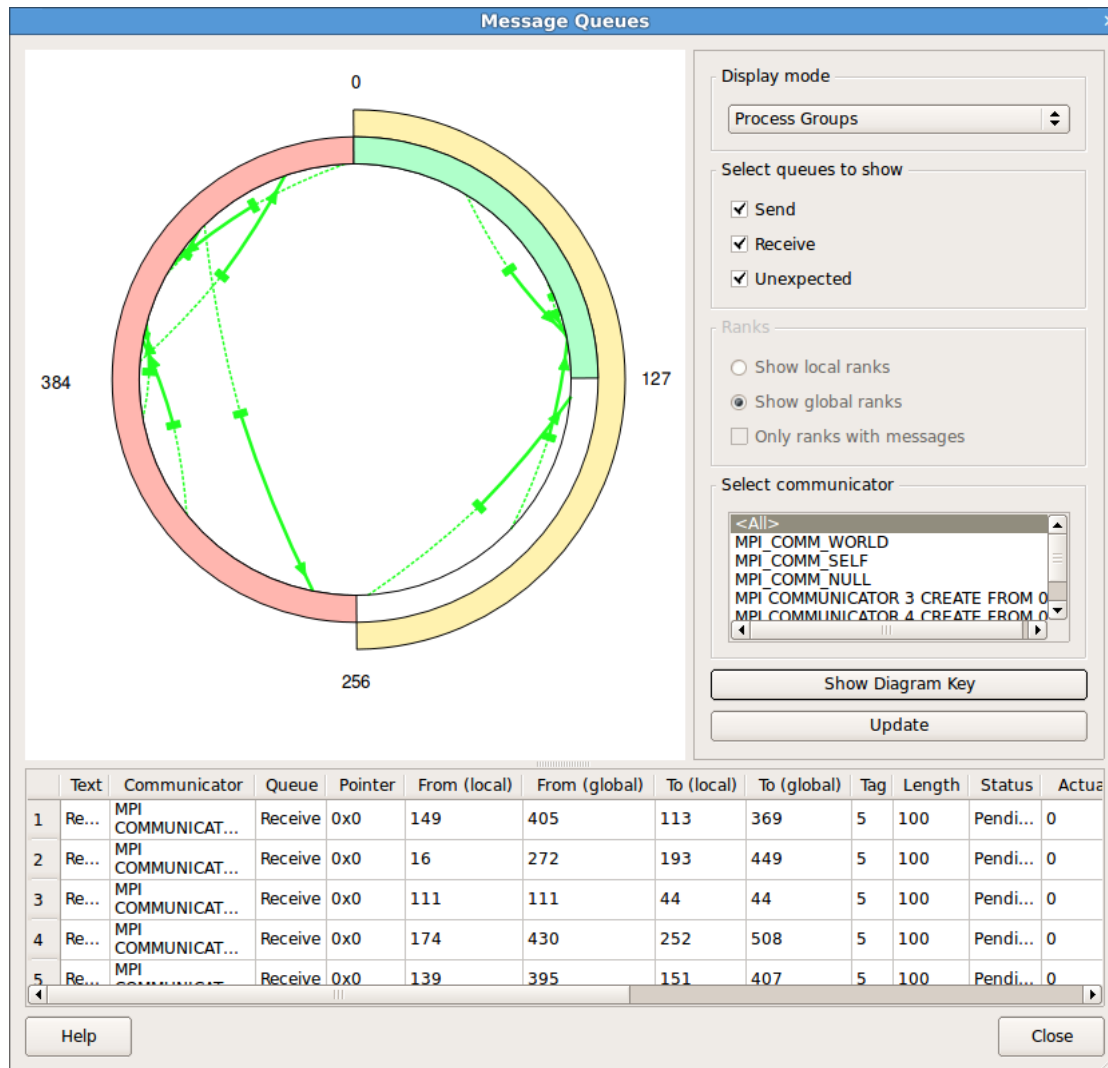 Message Queues
0
127
256
384
Display mode
Process Groups
Select queues to show
Send
Receive
Unexpected
Ranks
Show local ranks
Show global ranks
Only ranks with messages
Select communicator
<All>
MPI_COMM_WORLD
MPI_COMM_SELF
MPI_COMM_NULL
MPI COMMUNICATOR 3 CREATE FROM 0
MPI COMMUNICATOR 4 CREATE FROM 0
Show Diagram Key
Update
Text Communicator Queue Pointer From (local) From (global) To (local) To (global) Tag Length Status Actua
1 Re... MPI COMMUNICAT... Receive 0x0 149 405 113 369 5 100 Pendi... 0
2 Re... MPI COMMUNICAT... Receive 0x0 16 272 193 449 5 100 Pendi... 0
3 Re... MPI COMMUNICAT... Receive 0x0 111 111 44 44 5 100 Pendi... 0
4 Re... MPI COMMUNICAT... Receive 0x0 174 430 252 508 5 100 Pendi... 0
5 Re... MPI COMMUNICAT... Receive 0x0 139 395 151 407 5 100 Pendi... 0
Help
Close